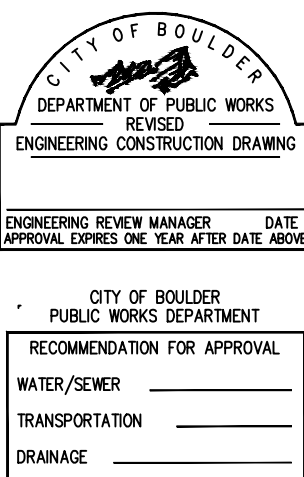 CITY OF BOULDER
DEPARTMENT OF PUBLIC WORKS
REVISED
ENGINEERING CONSTRUCTION DRAWING
ENGINEERING REVIEW MANAGER DATE
APPROVAL EXPIRES ONE YEAR AFTER DATE ABOVE
CITY OF BOULDER
PUBLIC WORKS DEPARTMENT
RECOMMENDATION FOR APPROVAL
WATER/SEWER
TRANSPORTATION
DRAINAGE